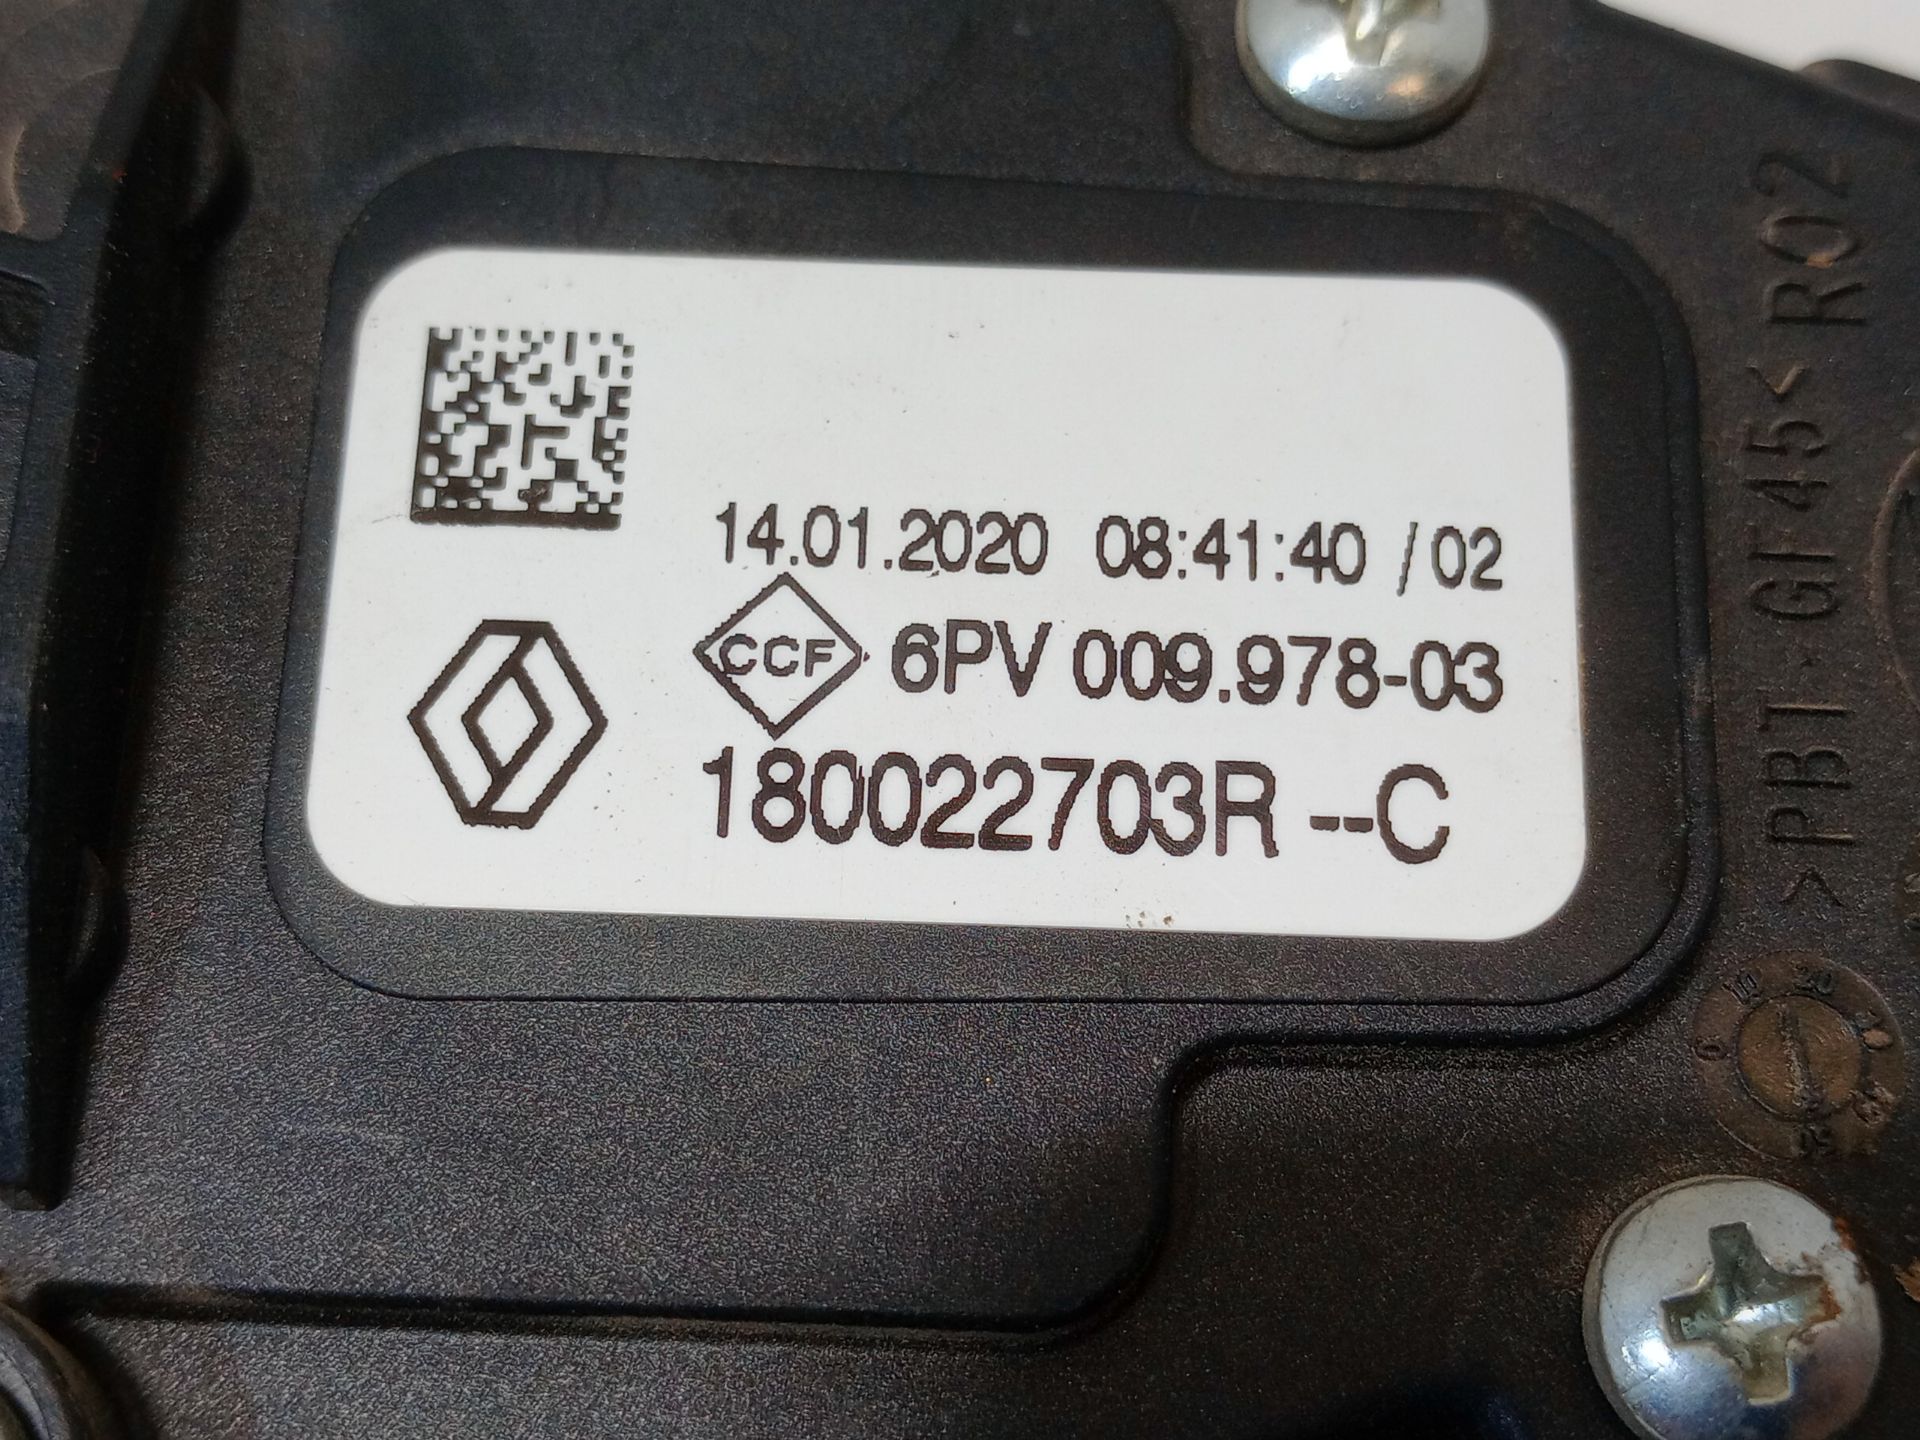 14.01.2020 08:41:40 /02
CCF 6PV 009.978-03
180022703R --C
>PBT-GF45< R02